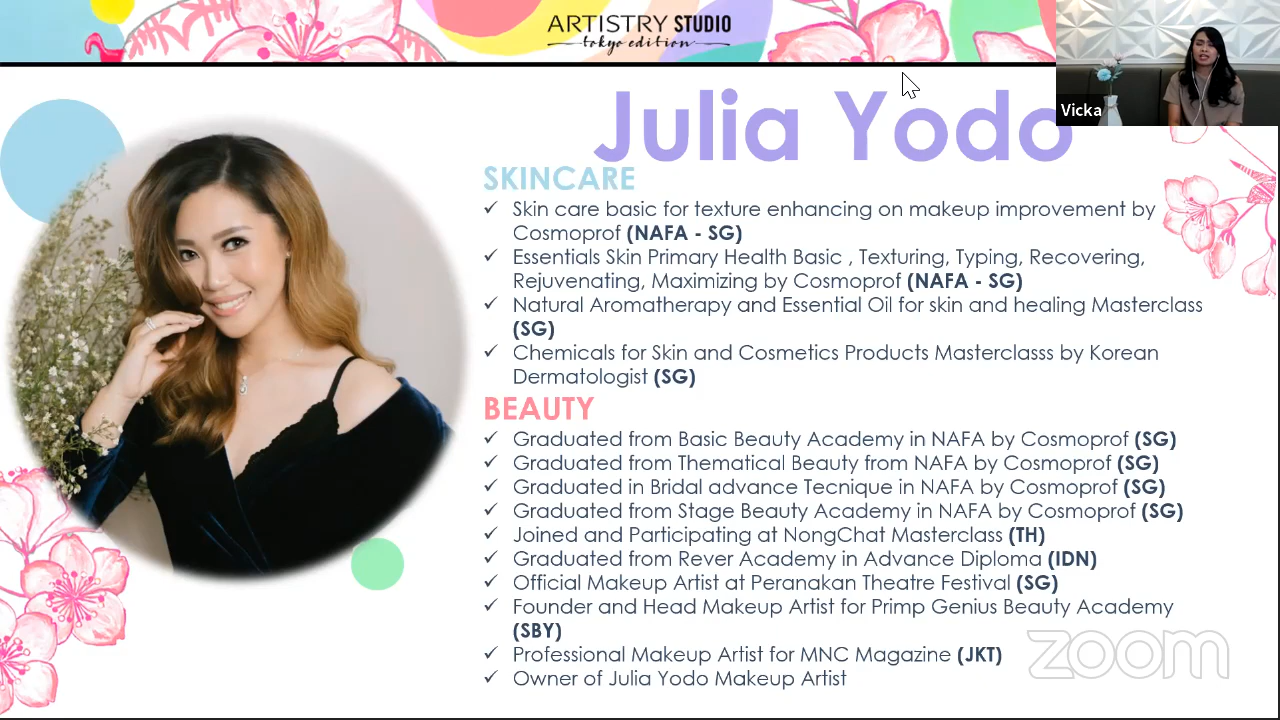 ARTISTRY STUDIO
tokyo edition
Vicka
Julia Yodo
SKINCARE
Skin care basic for texture enhancing on makeup improvement by
Cosmoprof (NAFA - SG)
Essentials Skin Primary Health Basic , Texturing, Typing, Recovering,
Rejuvenating, Maximizing by Cosmoprof (NAFA - SG)
Natural Aromatherapy and Essential Oil for skin and healing Masterclass
(SG)
Chemicals for Skin and Cosmetics Products Masterclasss by Korean
Dermatologist (SG)
BEAUTY
Graduated from Basic Beauty Academy in NAFA by Cosmoprof (SG)
Graduated from Thematical Beauty from NAFA by Cosmoprof (SG)
Graduated in Bridal advance Tecnique in NAFA by Cosmoprof (SG)
Graduated from Stage Beauty Academy in NAFA by Cosmoprof (SG)
Joined and Participating at NongChat Masterclass (TH)
Graduated from Rever Academy in Advance Diploma (IDN)
Official Makeup Artist at Peranakan Theatre Festival (SG)
Founder and Head Makeup Artist for Primp Genius Beauty Academy
(SBY)
Professional Makeup Artist for MNC Magazine (JKT)
Owner of Julia Yodo Makeup Artist
zoom